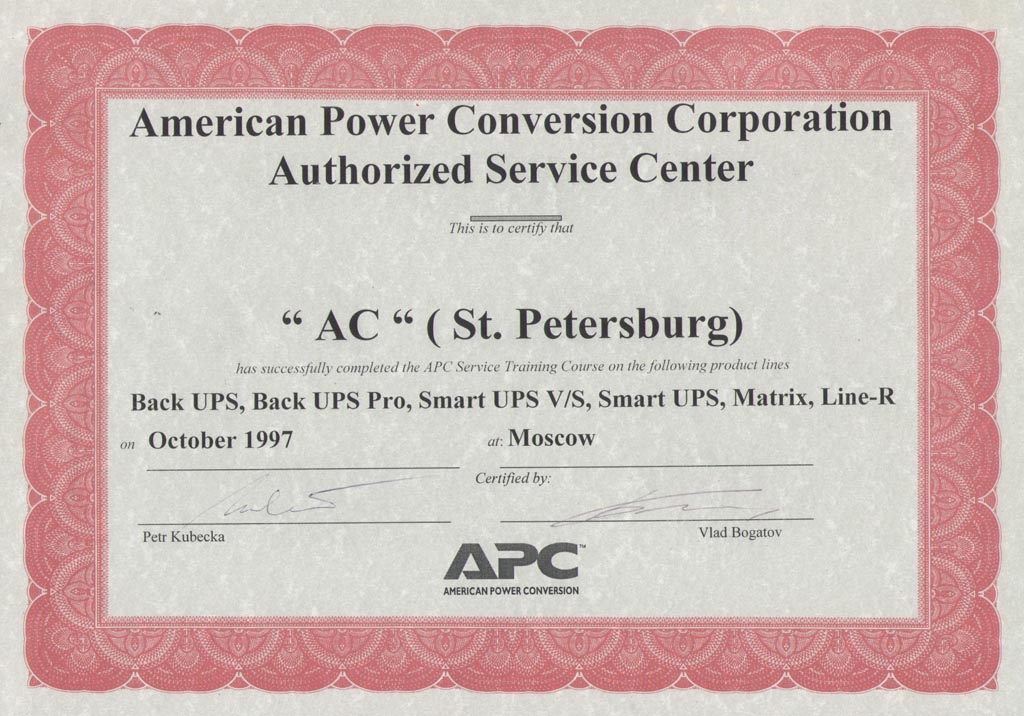 American Power Conversion Corporation
Authorized Service Center
This is to certify that
“ AC “ ( St. Petersburg)
has successfully completed the APC Service Training Course on the following product lines
Back UPS, Back UPS Pro, Smart UPS V/S, Smart UPS, Matrix, Line-R
on October 1997 at: Moscow
Certified by:
Petr Kubecka Vlad Bogatov
APC™
AMERICAN POWER CONVERSION